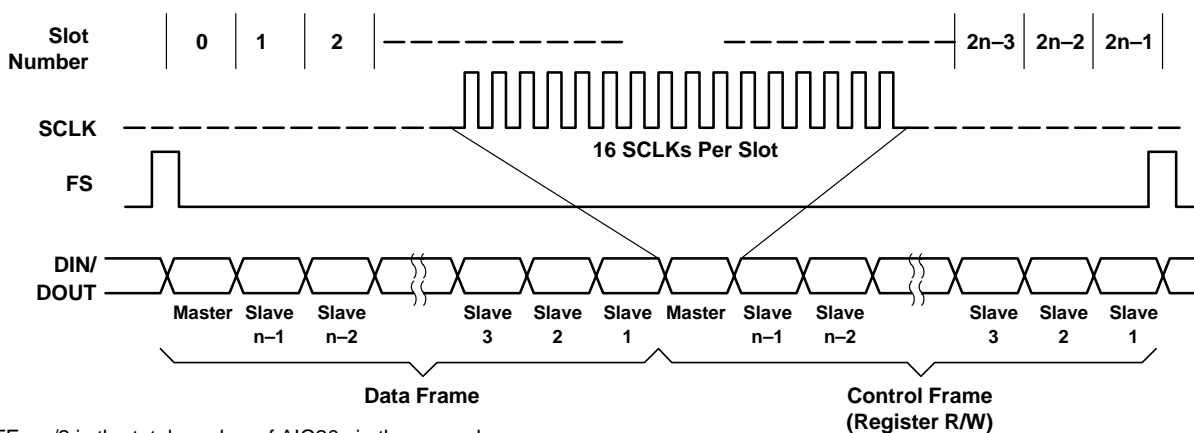 Slot Number 0 1 2 2n–3 2n–2 2n–1
SCLK
16 SCLKs Per Slot
FS
DIN/
DOUT
Master Slave n–1 Slave n–2 Slave 3 Slave 2 Slave 1 Master Slave n–1 Slave n–2 Slave 3 Slave 2 Slave 1
Data Frame
Control Frame
(Register R/W)